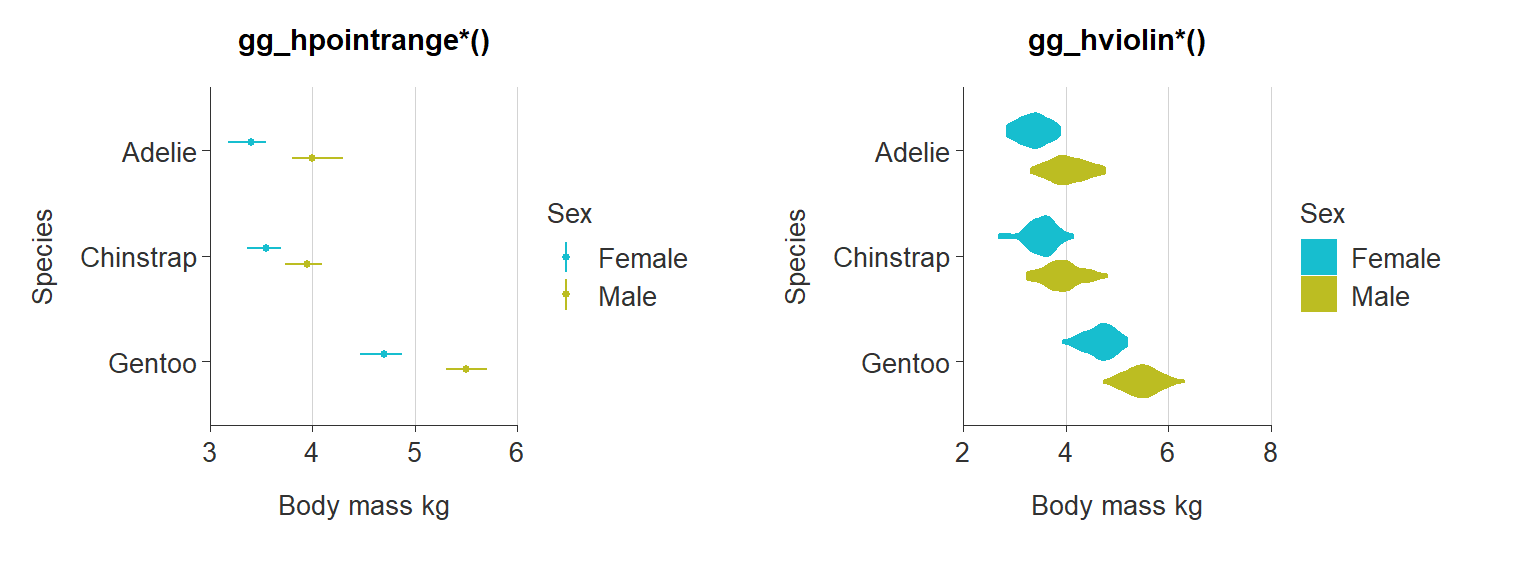 gg_hpointrange*()
Species
Adelie
Chinstrap
Gentoo
3 4 5 6
Body mass kg
Sex
Female
Male
gg_hviolin*()
Species
Adelie
Chinstrap
Gentoo
2 4 6 8
Body mass kg
Sex
Female
Male